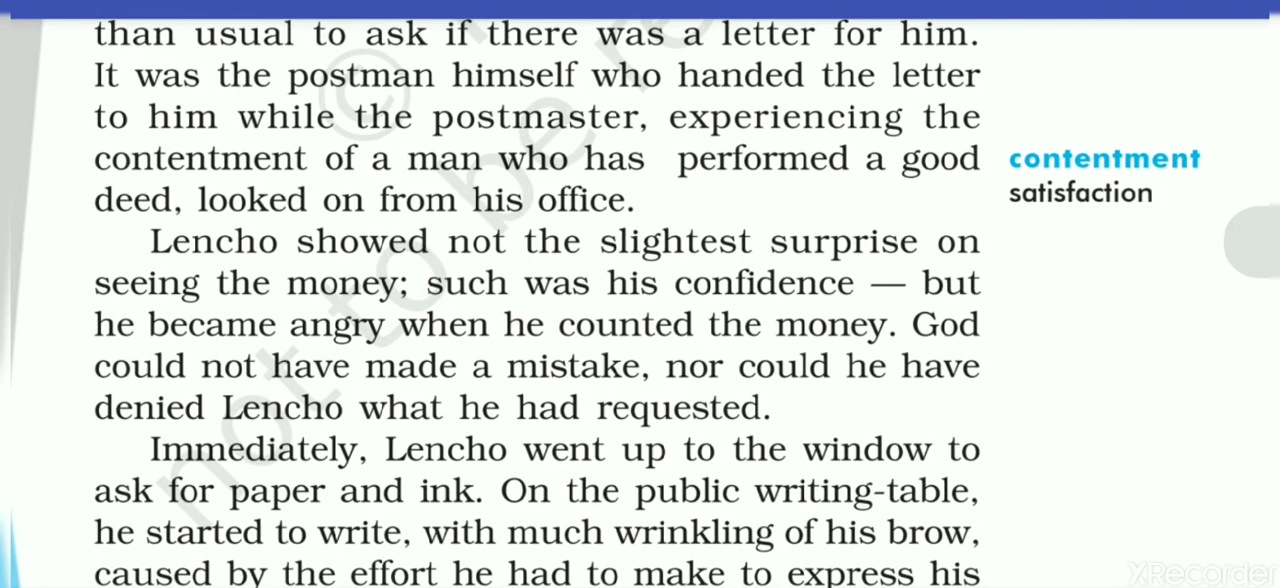 than usual to ask if there was a letter for him.
It was the postman himself who handed the letter
to him while the postmaster, experiencing the
contentment of a man who has performed a good
deed, looked on from his office.
contentment
satisfaction
Lencho showed not the slightest surprise on
seeing the money; such was his confidence — but
he became angry when he counted the money. God
could not have made a mistake, nor could he have
denied Lencho what he had requested.
Immediately, Lencho went up to the window to
ask for paper and ink. On the public writing-table,
he started to write, with much wrinkling of his brow,
caused by the effort he had to make to express his
©
not to be re
XRecorder